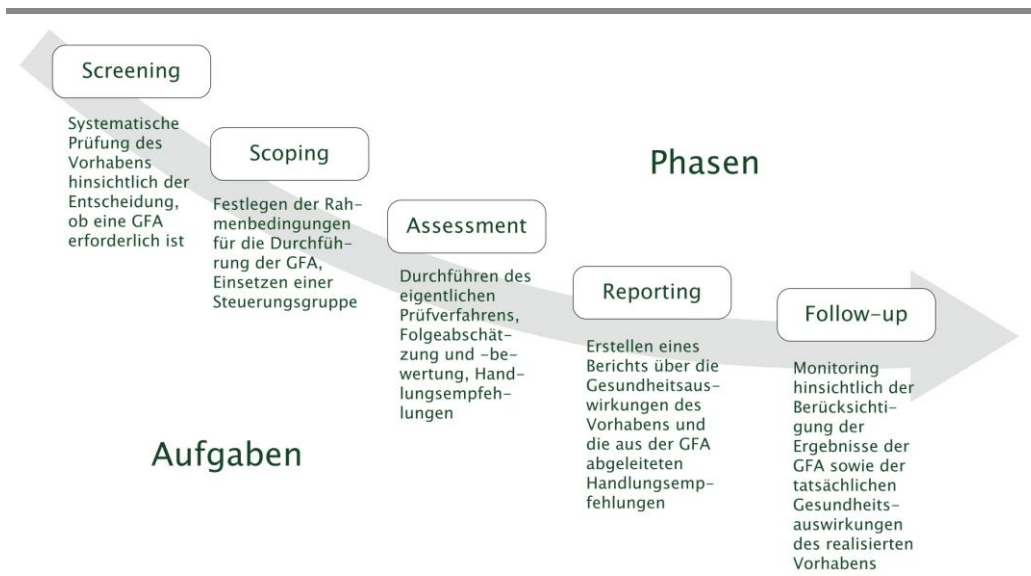 Screening
Systematische
Prüfung des
Vorhabens
hinsichtlich der
Entscheidung,
ob eine GFA
erforderlich ist
Scoping
Festlegen der Rah-
menbedingungen
für die Durchfüh-
rung der GFA,
Einsetzen einer
Steuerungsgruppe
Phasen
Assessment
Durchführen des
eigentlichen
Prüfverfahrens,
Folgeabschät-
zung und -be-
wertung, Hand-
lungsempfeh-
lungen
Reporting
Erstellen eines
Berichts über die
Gesundheitsaus-
wirkungen des
Vorhabens und
die aus der GFA
abgeleiteten
Handlungsemp-
fehlungen
Follow-up
Monitoring
hinsichtlich der
Berücksichti-
gung der
Ergebnisse der
GFA sowie der
tatsächlichen
Gesundheits-
auswirkungen
des realisierten
Vorhabens
Aufgaben